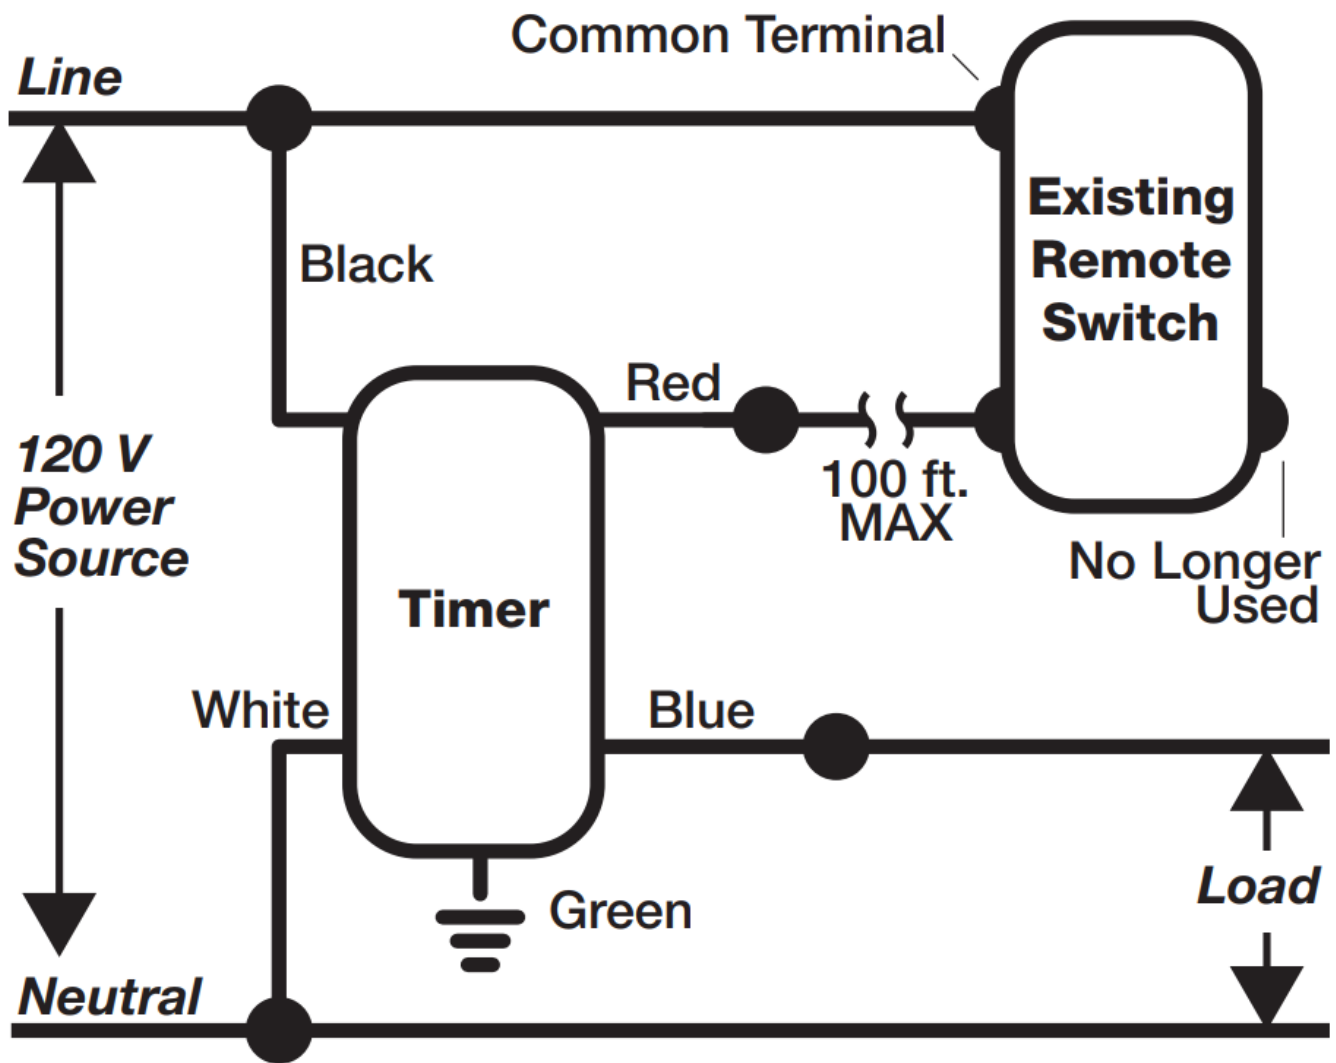 Common Terminal
Line
Existing
Remote
Switch
Black
Red
120 V
Power
Source
100 ft.
MAX
No Longer
Used
Timer
White
Blue
Load
Green
Neutral